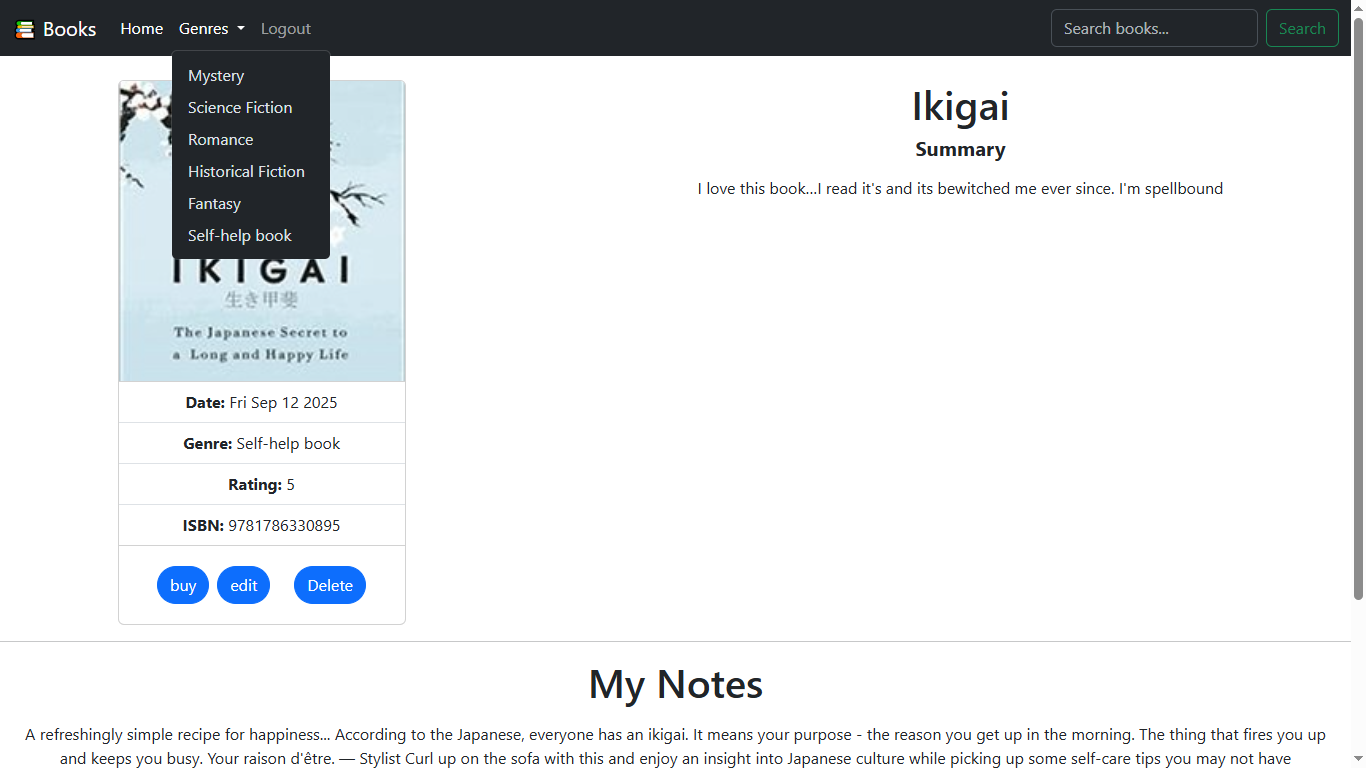 Books Home Genres Logout Search books... Search
Mystery
Science Fiction
Romance
Historical Fiction
Fantasy
Self-help book
IKIGAI
生き甲斐
The Japanese Secret to
a Long and Happy Life
Date: Fri Sep 12 2025
Genre: Self-help book
Rating: 5
ISBN: 9781786330895
buy edit Delete
Ikigai
Summary
I love this book...I read it's and its bewitched me ever since. I'm spellbound
My Notes
A refreshingly simple recipe for happiness... According to the Japanese, everyone has an ikigai. It means your purpose - the reason you get up in the morning. The thing that fires you up
and keeps you busy. Your raison d'être. — Stylist Curl up on the sofa with this and enjoy an insight into Japanese culture while picking up some self-care tips you may not have